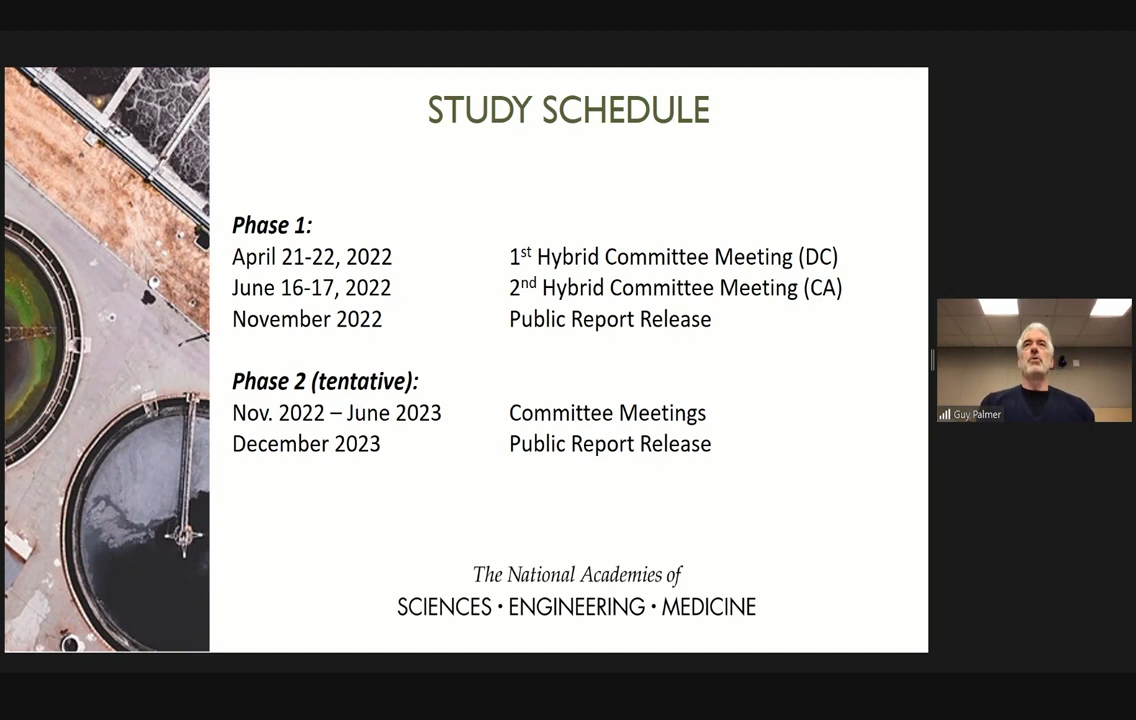 STUDY SCHEDULE
Phase 1:
April 21-22, 2022 1st Hybrid Committee Meeting (DC)
June 16-17, 2022 2nd Hybrid Committee Meeting (CA)
November 2022 Public Report Release
Phase 2 (tentative):
Nov. 2022 – June 2023 Committee Meetings
December 2023 Public Report Release
Guy Palmer
The National Academies of
SCIENCES · ENGINEERING · MEDICINE